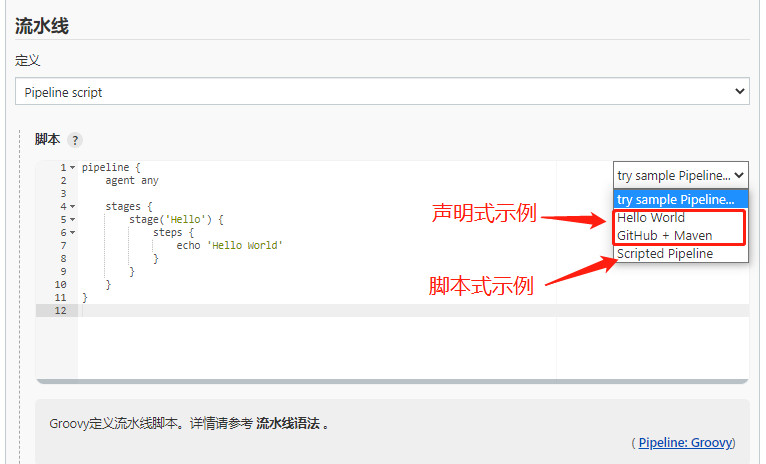 流水线
定义
Pipeline script
脚本 ?
1 pipeline {
2 agent any
3
4 stages {
5 stage('Hello') {
6 steps {
7 echo 'Hello World'
8 }
9 }
10 }
11 }
12
try sample Pipeline...
try sample Pipeline...
Hello World
GitHub + Maven
Scripted Pipeline
声明式示例
脚本式示例
Groovy定义流水线脚本。详情请参考 流水线语法 。
( Pipeline: Groovy)